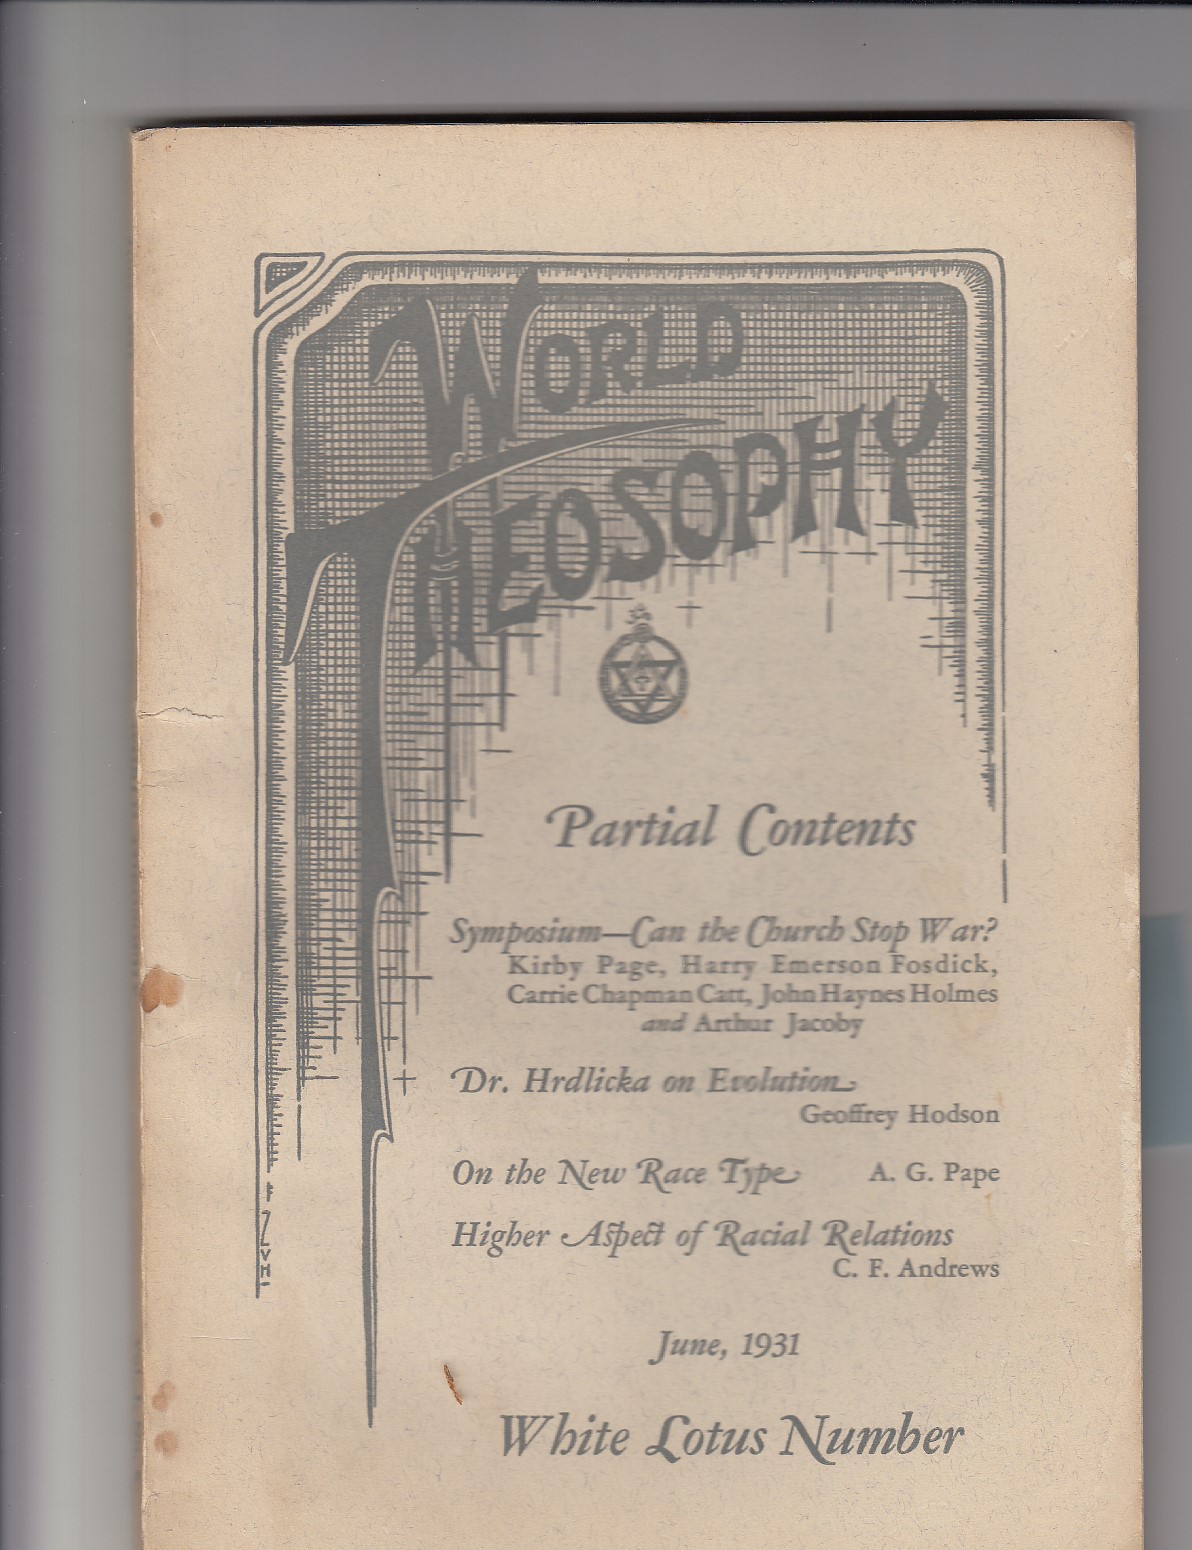 World
Theosophy
Partial Contents
Symposium—Can the Church Stop War?
Kirby Page, Harry Emerson Fosdick,
Carrie Chapman Catt, John Haynes Holmes
and Arthur Jacoby
Dr. Hrdlicka on Evolution
Geoffrey Hodson
On the New Race Type A. G. Pape
Higher Aspect of Racial Relations
C. F. Andrews
June, 1931
White Lotus Number